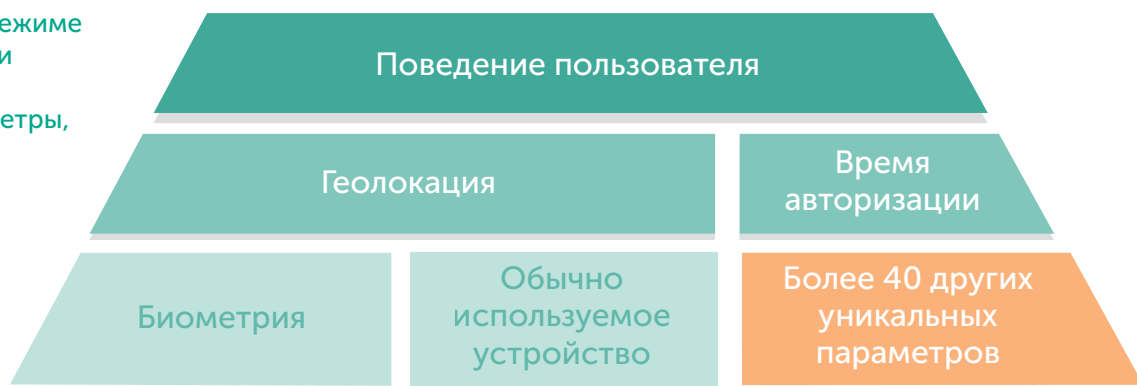 ежиме
и
етры,
Поведение пользователя
Геолокация
Время
авторизации
Биометрия
Обычно
используемое
устройство
Более 40 других
уникальных
параметров